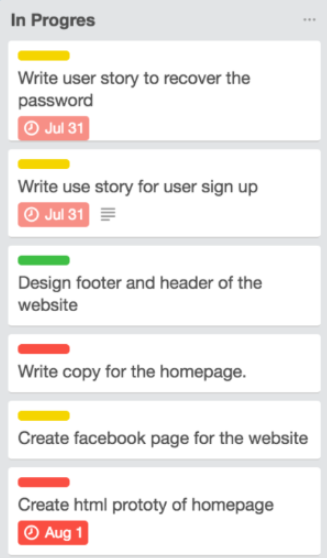 In Progres
Write user story to recover the
password
Jul 31
Write use story for user sign up
Jul 31
Design footer and header of the
website
Write copy for the homepage.
Create facebook page for the website
Create html prototy of homepage
Aug 1